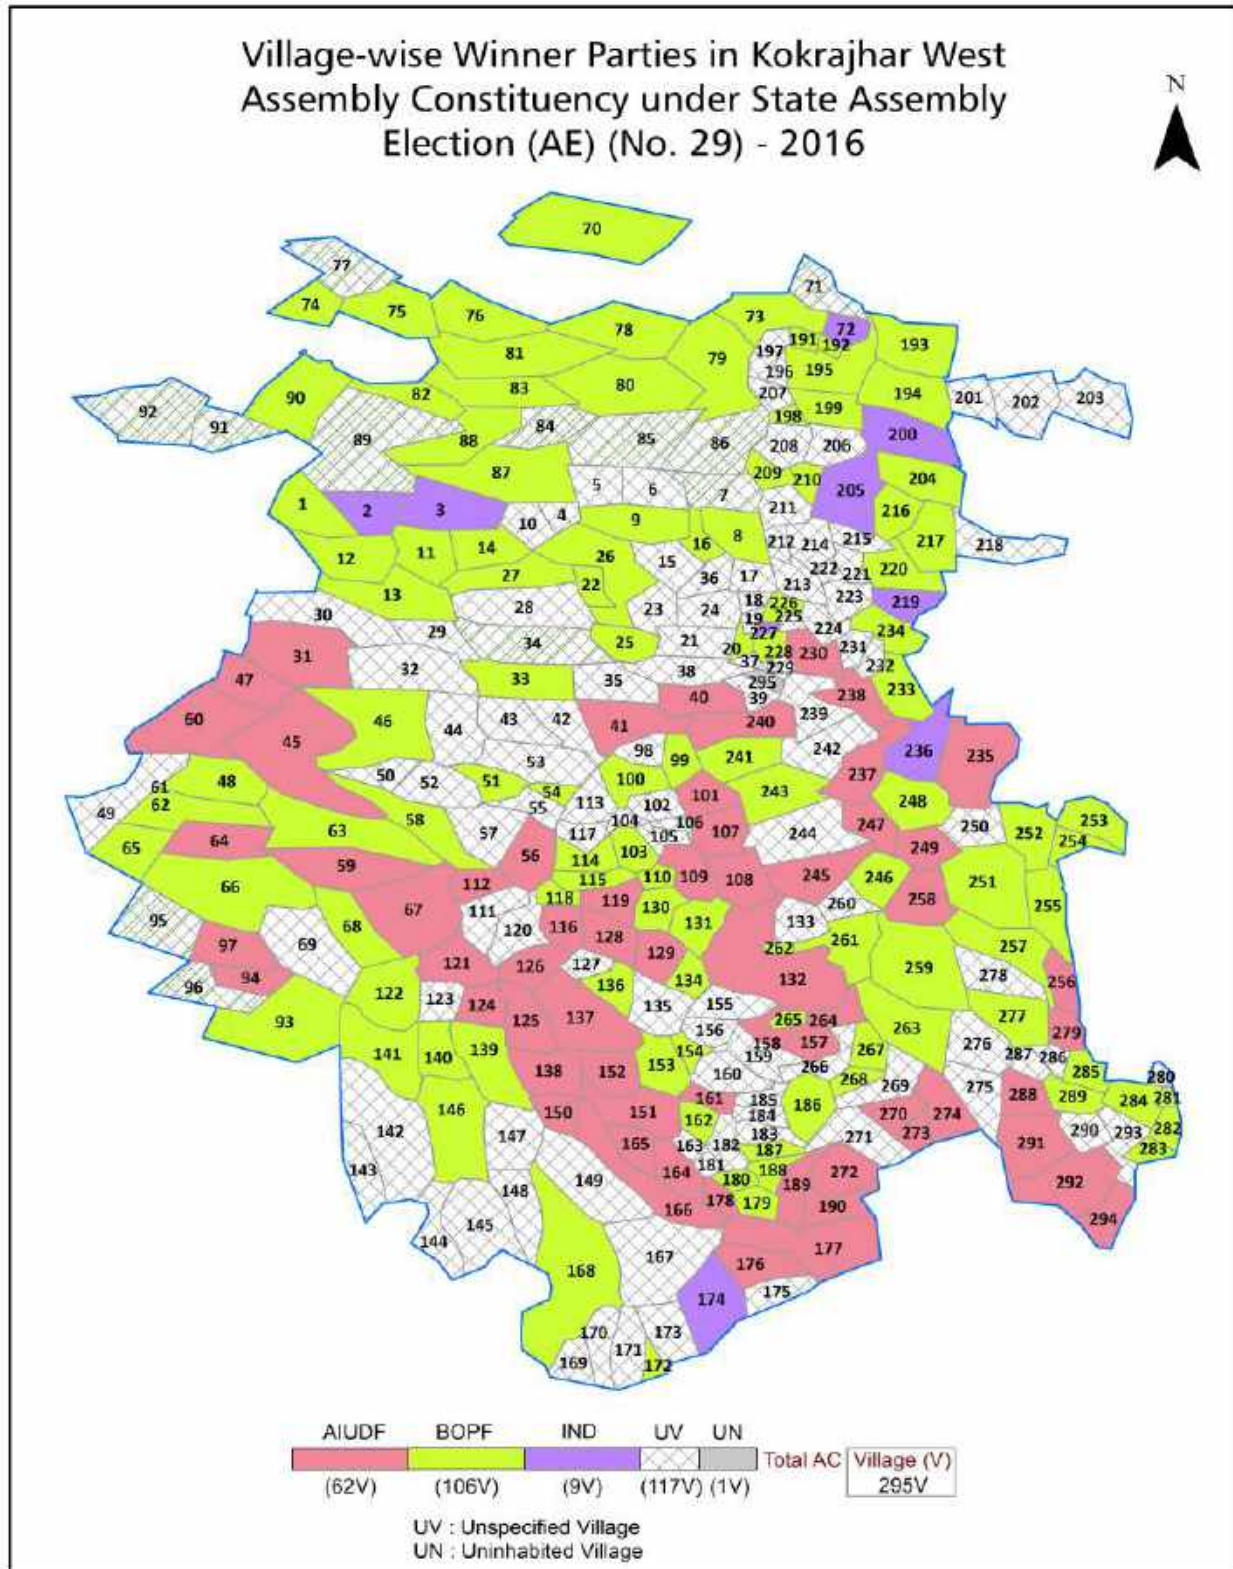 Village-wise Winner Parties in Kokrajhar West
Assembly Constituency under State Assembly
Election (AE) (No. 29) - 2016
N
70
77
71
74 75 76 78 73 72
191 192 193
81 79 197
196 195
90 82 83 80 207 194 201 202 203
92 91 198 199
89 88 84 85 86 208 206 200
87 209 210 205 204
1 2 3 5 6 7 211 216
10 4 9 16 8 212 214 215 217 218
12 11 14 26 15 222 221 220
27 22 36 17 213
13 28 23 24 18 226 223 219
30 29 19 225 224 234
34 25 21 20 227 231
31 32 37 228 230 232
47 33 35 38 229
295 233
60 46 40 39 238
45 44 43 42 41 240 239 236
98 99 241 242 235
61 48 50 52 53 100 237
49 62 51 54 101 243 248
58 55 113 102 253
65 64 63 57 117 104 106 107 244 247 250 252 254
59 56 105 249
66 112 114 103 109 108 245 246 251
67 115 110
68 111 118 119 130 260 258 255
95 97 69 120 116 131 133 261 257
94 121 128 129 262 259 278
96 122 126 127 134 132 256
123 124 136 135 155 277
93 125 137 265 264 263 279
141 140 139 156 158 157 267 276 287 286
138 152 153 154 159 266 285
146 160 268 269 275 280
150 151 161 185 186 270 274 288 289 284 281
142 147 165 162 184 273 282
163 182 183 271 291 290 293 283
143 149 164 181 187 272 292
148 180 188 189
145 166 178 179 190 294
144 167 177
168 176
174 175
170 173
169 171 172
AIUDF BOPF IND UV UN
Total AC Village (V)
(62V) (106V) (9V) (117V) (1V) 295V
UV : Unspecified Village
UN : Uninhabited Village